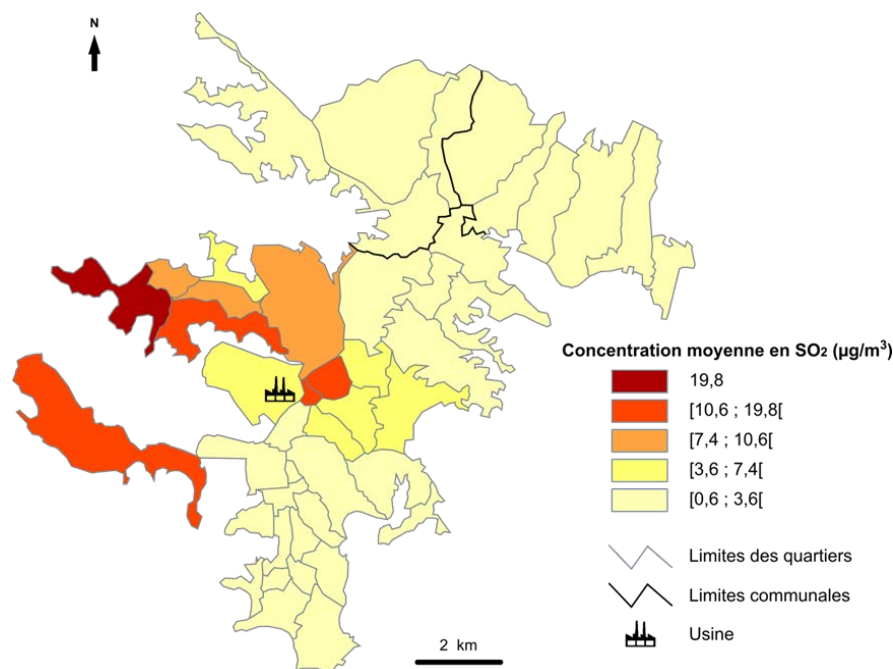 N
Concentration moyenne en SO₂ (µg/m³)
19,8
[10,6 ; 19,8[
[7,4 ; 10,6[
[3,6 ; 7,4[
[0,6 ; 3,6[
Limites des quartiers
Limites communales
Usine
2 km